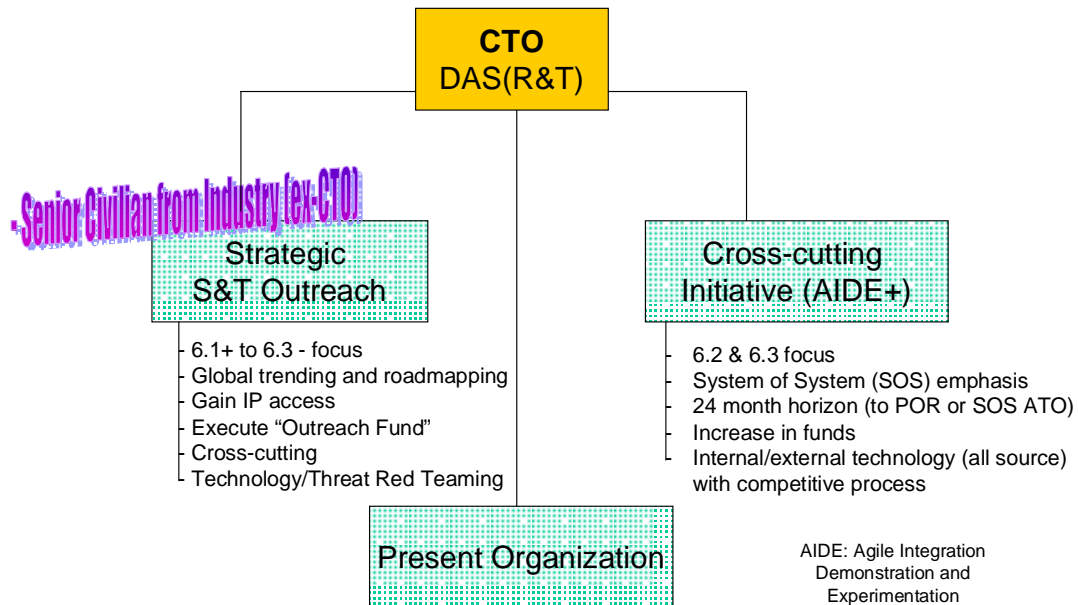 CTO
DAS(R&T)
-Senior Civilian from Industry (ex-CTO)
Strategic
S&T Outreach
- 6.1+ to 6.3 - focus
- Global trending and roadmapping
- Gain IP access
- Execute “Outreach Fund”
- Cross-cutting
- Technology/Threat Red Teaming
Cross-cutting
Initiative (AIDE+)
- 6.2 & 6.3 focus
- System of System (SOS) emphasis
- 24 month horizon (to POR or SOS ATO)
- Increase in funds
- Internal/external technology (all source)
with competitive process
Present Organization
AIDE: Agile Integration
Demonstration and
Experimentation